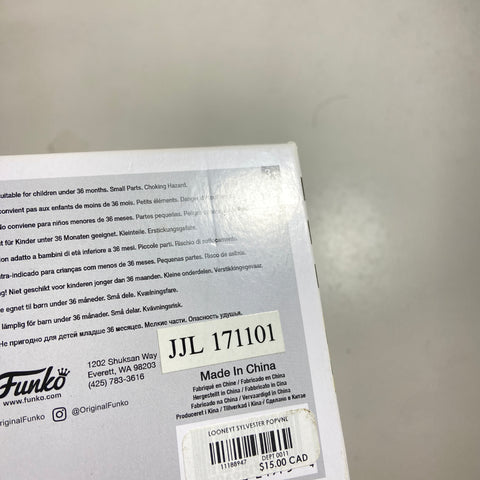 suitable for children under 36 months. Small Parts. Choking Hazard.
convient pas aux enfants de moins de 36 mois. Petits éléments. Danger
No conviene para niños menores de 36 meses. Partes pequeñas.
für Kinder unter 36 Monaten geeignet. Kleinteile. Erstickungsgefahr.
non adatto a bambini di età inferiore a 36 mesi. Piccole parti. Rischio di soffocamento.
ntra-indicado para crianças com menos de 36 meses. Pequenas partes. Risco de asfixia.
ng! Niet geschikt voor kinderen jonger dan 36 maanden. Kleine onderdelen. Verstikkingsgevaar.
e egnet til børn under 36 måneder. Små dele. Kvælningsfare.
lämplig för barn under 36 månader. Små delar. Kvävningsrisk.
Не пригодно для детей младше 36 месяцев. Мелкие части. Опасность удушья.
JJL 171101
Funko
www.funko.com
1202 Shuksan Way
Everett, WA 98203
(425) 783-3616
OriginalFunko
@OriginalFunko
Made In China
Fabriqué en Chine / Fabricado en China
Hergestellt in China / Fabbricato in Cina
Fabricado na China / Vervaardigd in China
Produceret i Kina / Tillverkad i Kina / Сделано в Китае
LOONEYT SYLVESTER POPVNL
11188947 DEPT 0011
$15.00 CAD